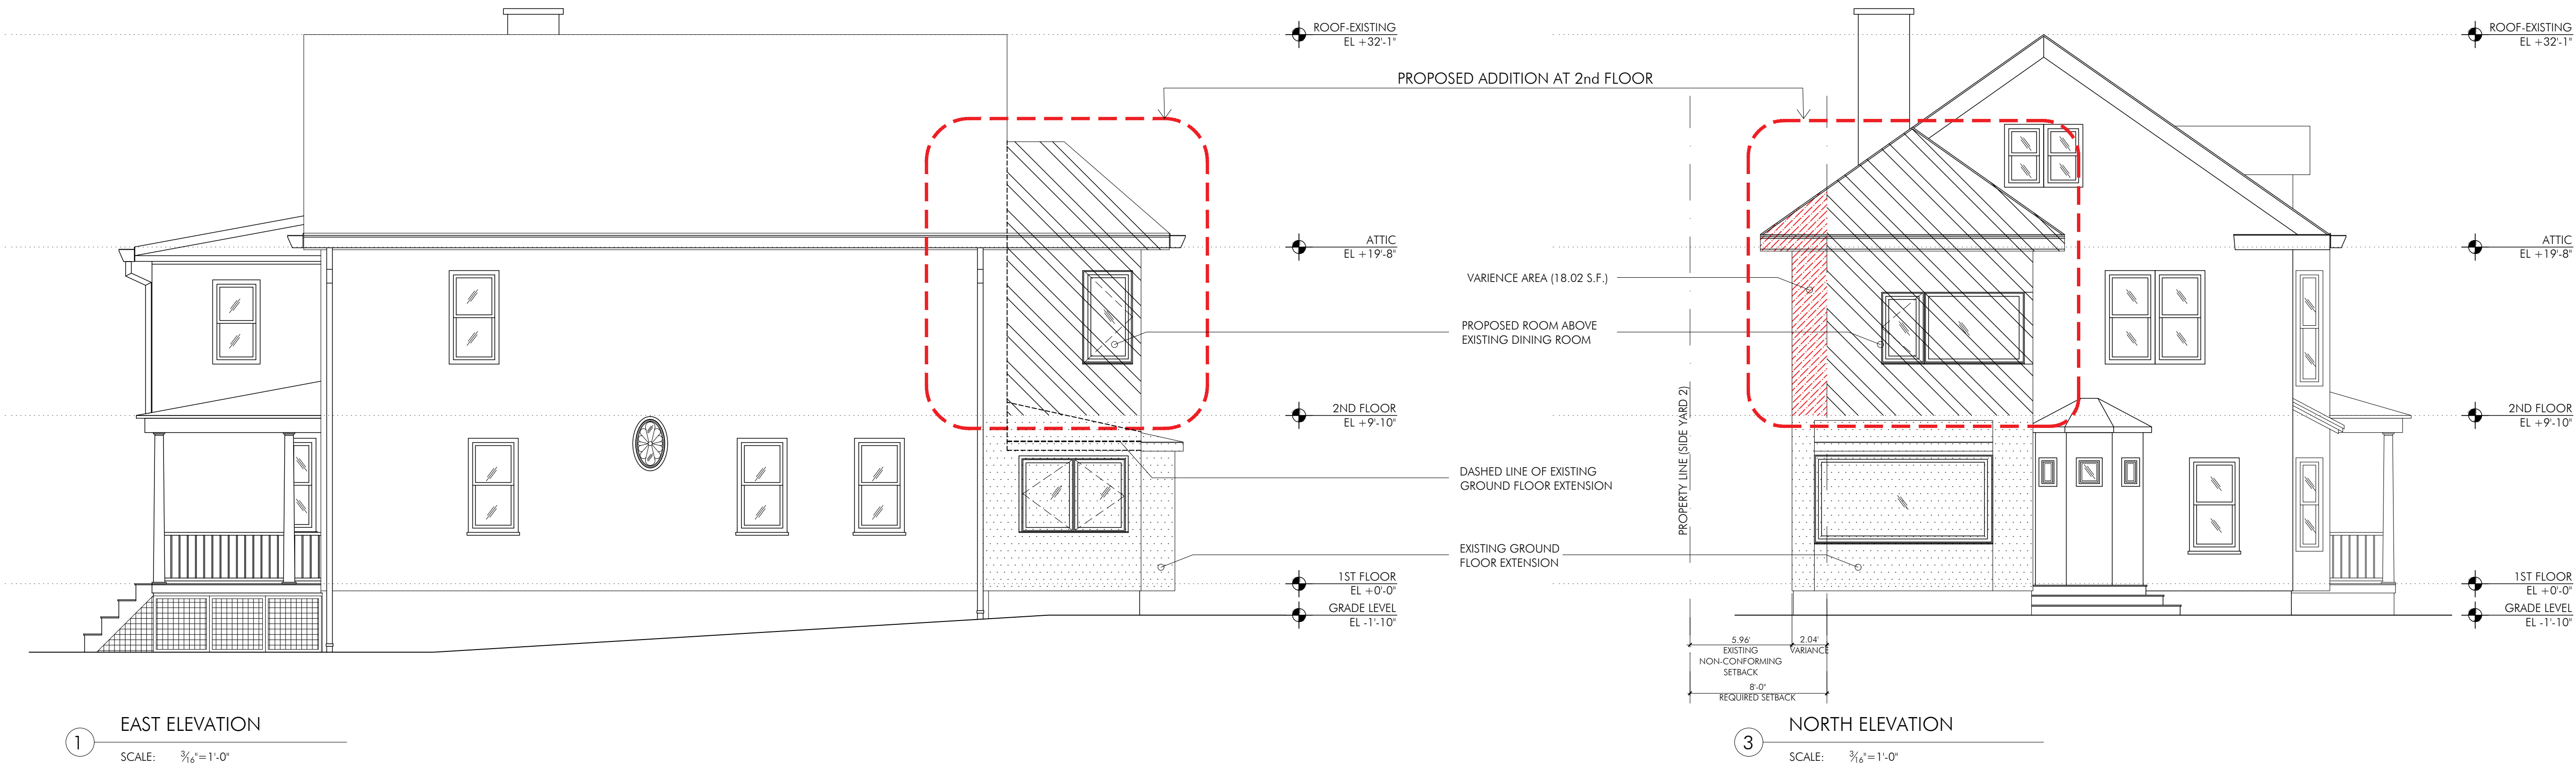 ROOF-EXISTING
EL +32'-1"
PROPOSED ADDITION AT 2nd FLOOR
ATTIC
EL +19'-8"
2ND FLOOR
EL +9'-10"
1ST FLOOR
EL +0'-0"
GRADE LEVEL
EL -1'-10"
VARIENCE AREA (18.02 S.F.)
PROPOSED ROOM ABOVE
EXISTING DINING ROOM
DASHED LINE OF EXISTING
GROUND FLOOR EXTENSION
EXISTING GROUND
FLOOR EXTENSION
PROPERTY LINE (SIDE YARD 2)
5.96'
EXISTING
NON-CONFORMING
SETBACK
2.04'
VARIANCE
8'-0"
REQUIRED SETBACK
ROOF-EXISTING
EL +32'-1"
ATTIC
EL +19'-8"
2ND FLOOR
EL +9'-10"
1ST FLOOR
EL +0'-0"
GRADE LEVEL
EL -1'-10"
1
EAST ELEVATION
SCALE: 3/16"=1'-0"
3
NORTH ELEVATION
SCALE: 3/16"=1'-0"